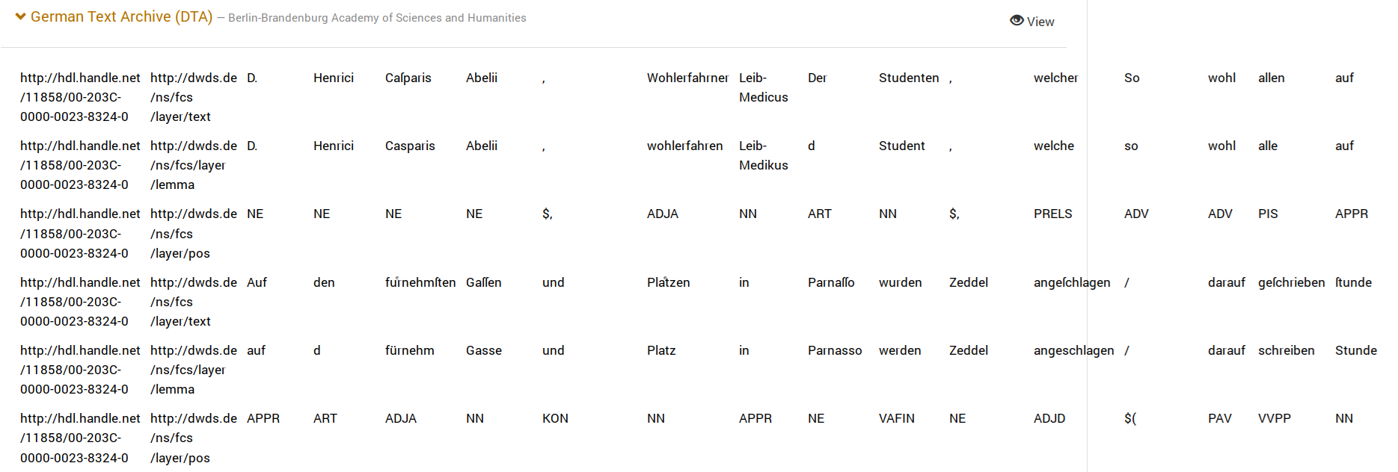 German Text Archive (DTA) — Berlin-Brandenburg Academy of Sciences and Humanities View
http://hdl.handle.net http://dwds.de D. Henrici Caſparis Abelii , Wohlerfahrner Leib- Der Studenten , welcher So wohl allen auf
/11858/00-203C- /ns/fcs Medicus
0000-0023-8324-0 /layer/text
http://hdl.handle.net http://dwds.de D. Henrici Casparis Abelii , wohlerfahren Leib- d Student , welche so wohl alle auf
/11858/00-203C- /ns/fcs/layer Medikus
0000-0023-8324-0 /lemma
http://hdl.handle.net http://dwds.de NE NE NE NE $, ADJA NN ART NN $, PRELS ADV ADV PIS APPR
/11858/00-203C- /ns/fcs
0000-0023-8324-0 /layer/pos
http://hdl.handle.net http://dwds.de Auf den fuͤrnehmſten Gaſſen und Plaͤtzen in Parnaſſo wurden Zeddel angeſchlagen / darauf geſchrieben ſtunde
/11858/00-203C- /ns/fcs
0000-0023-8324-0 /layer/text
http://hdl.handle.net http://dwds.de auf d fürnehm Gasse und Platz in Parnasso werden Zeddel angeschlagen / darauf schreiben Stunde
/11858/00-203C- /ns/fcs/layer
0000-0023-8324-0 /lemma
http://hdl.handle.net http://dwds.de APPR ART ADJA NN KON NN APPR NE VAFIN NE ADJD $( PAV VVPP NN
/11858/00-203C- /ns/fcs
0000-0023-8324-0 /layer/pos